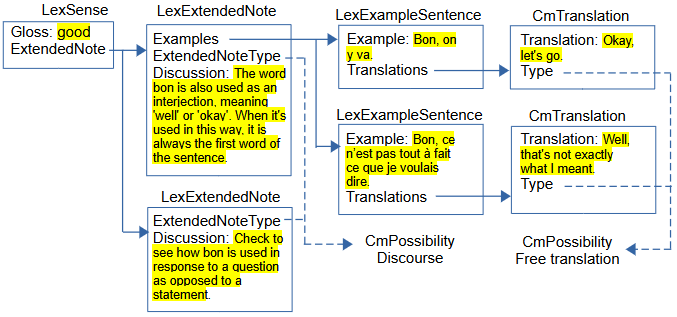 LexSense
Gloss: good
ExtendedNote
LexExtendedNote
Examples
ExtendedNoteType
Discussion: The word
bon is also used as an
interjection, meaning
'well' or 'okay'. When it's
used in this way, it is
always the first word of
the sentence.
LexExtendedNote
ExtendedNoteType
Discussion: Check to
see how bon is used in
response to a question
as opposed to a
statement.
LexExampleSentence
Example: Bon, on
y va.
Translations
LexExampleSentence
Example: Bon, ce
n'est pas tout à fait
ce que je voulais
dire.
Translations
CmPossibility
Discourse
CmTranslation
Translation: Okay,
let's go.
Type
CmTranslation
Translation: Well,
that's not exactly
what I meant.
Type
CmPossibility
Free translation